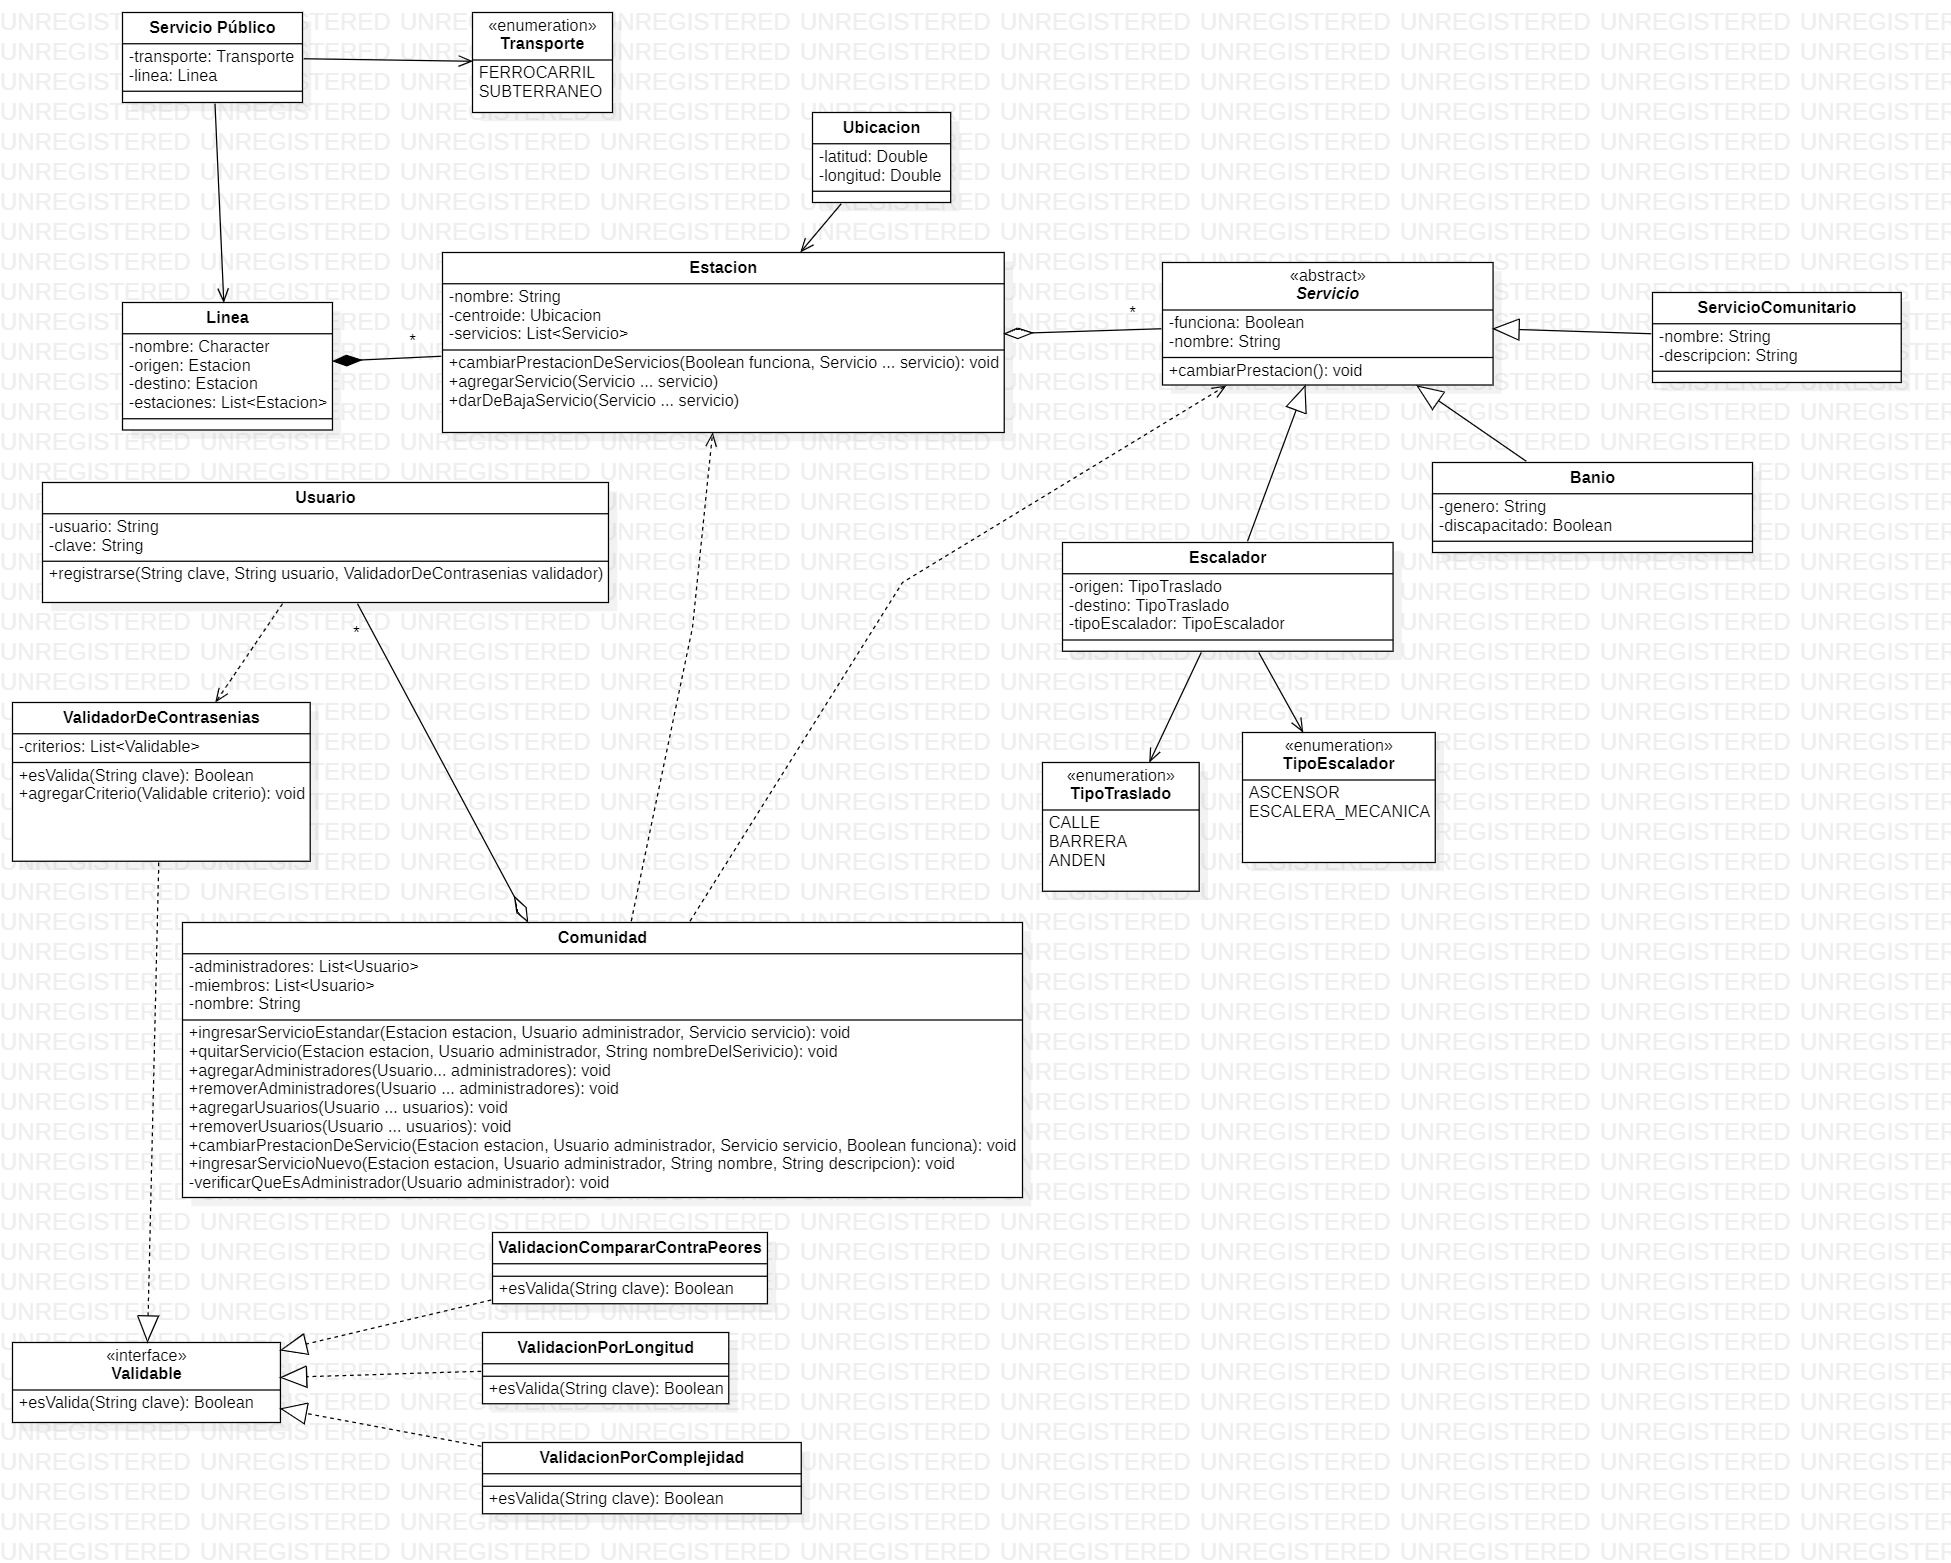 Servicio Público
-transporte: Transporte
-linea: Linea
«enumeration»
Transporte
FERROCARRIL
SUBTERRANEO
Ubicacion
-latitud: Double
-longitud: Double
Linea
-nombre: Character
-origen: Estacion
-destino: Estacion
-estaciones: List<Estacion>
*
Estacion
-nombre: String
-centroide: Ubicacion
-servicios: List<Servicio>
+cambiarPrestacionDeServicios(Boolean funciona, Servicio ... servicio): void
+agregarServicio(Servicio ... servicio)
+darDeBajaServicio(Servicio ... servicio)
*
«abstract»
Servicio
-funciona: Boolean
-nombre: String
+cambiarPrestacion(): void
ServicioComunitario
-nombre: String
-descripcion: String
Banio
-genero: String
-discapacitado: Boolean
Usuario
-usuario: String
-clave: String
+registrarse(String clave, String usuario, ValidadorDeContrasenias validador)
*
Escalador
-origen: TipoTraslado
-destino: TipoTraslado
-tipoEscalador: TipoEscalador
ValidadorDeContrasenias
-criterios: List<Validable>
+esValida(String clave): Boolean
+agregarCriterio(Validable criterio): void
«enumeration»
TipoTraslado
CALLE
BARRERA
ANDEN
«enumeration»
TipoEscalador
ASCENSOR
ESCALERA_MECANICA
Comunidad
-administradores: List<Usuario>
-miembros: List<Usuario>
-nombre: String
+ingresarServicioEstandar(Estacion estacion, Usuario administrador, Servicio servicio): void
+quitarServicio(Estacion estacion, Usuario administrador, String nombreDelSerivicio): void
+agregarAdministradores(Usuario... administradores): void
+removerAdministradores(Usuario ... administradores): void
+agregarUsuarios(Usuario ... usuarios): void
+removerUsuarios(Usuario ... usuarios): void
+cambiarPrestacionDeServicio(Estacion estacion, Usuario administrador, Servicio servicio, Boolean funciona): void
+ingresarServicioNuevo(Estacion estacion, Usuario administrador, String nombre, String descripcion): void
-verificarQueEsAdministrador(Usuario administrador): void
ValidacionCompararContraPeores
+esValida(String clave): Boolean
ValidacionPorLongitud
+esValida(String clave): Boolean
«interface»
Validable
+esValida(String clave): Boolean
ValidacionPorComplejidad
+esValida(String clave): Boolean
UNREGISTERED